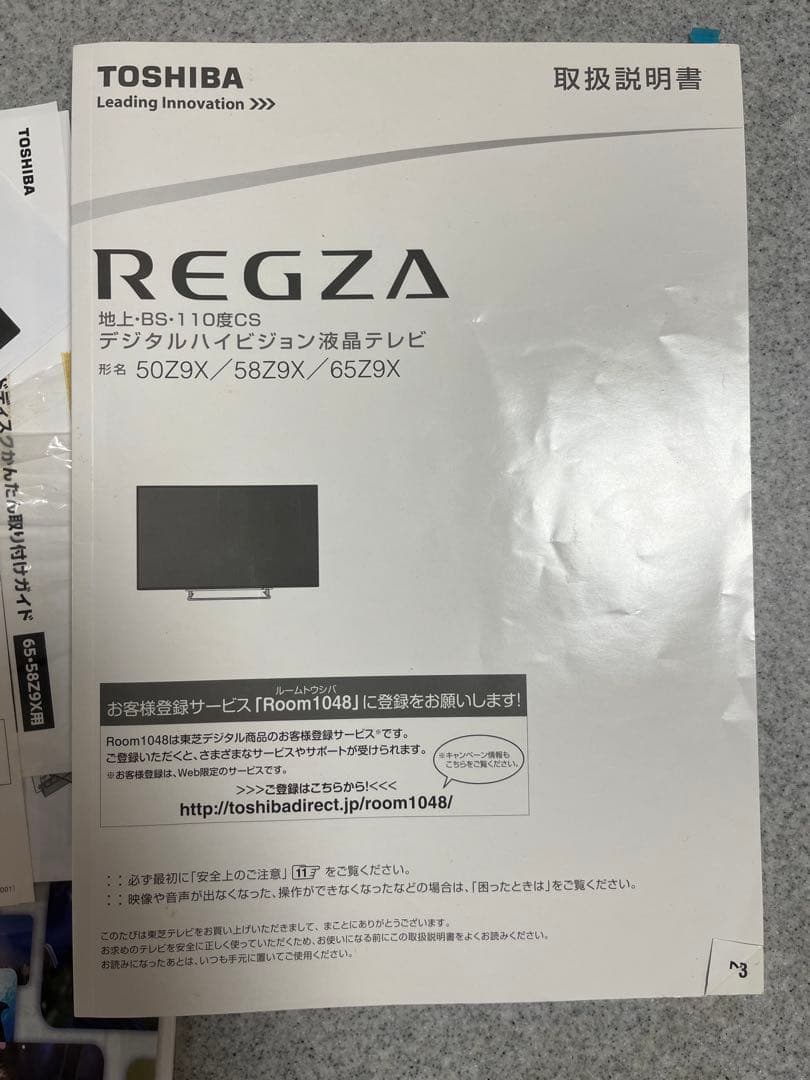 TOSHIBA
Leading Innovation >>>
取扱説明書
REGZA
地上・BS・110度CS
デジタルハイビジョン液晶テレビ
形名 50Z9X／58Z9X／65Z9X
ルームトウシバ
お客様登録サービス「Room1048」に登録をお願いします!
Room1048は東芝デジタル商品のお客様登録サービス※です。
ご登録いただくと、さまざまなサービスやサポートが受けられます。
※お客様登録は、Web限定のサービスです。
※キャンペーン情報も
こちらをご覧ください。
>>>ご登録はこちらから!<<<
http://toshibadirect.jp/room1048/
：：必ず最初に「安全上のご注意」11 をご覧ください。
：：映像や音声が出なくなった、操作ができなくなったなどの場合は、「困ったときは」をご覧ください。
このたびは東芝テレビをお買い上げいただきまして、まことにありがとうございます。
お求めのテレビを安全に正しく使っていただくため、お使いになる前にこの取扱説明書をよくお読みください。
お読みになったあとは、いつも手元に置いてご使用ください。
TOSHIBA
ディスクかんたん取り付けガイド
65・58Z9X用
001)